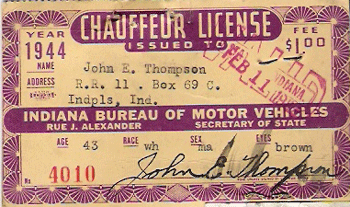 CHAUFFEUR LICENSE
YEAR 1944 ISSUED TO FEE $1.00
NAME John E. Thompson
ADDRESS R.R. 11 . Box 69 C.
Indpls, Ind.
FEB 11 INDIANA
INDIANA BUREAU OF MOTOR VEHICLES
RUE J. ALEXANDER SECRETARY OF STATE
AGE 43 RACE wh SEX ma EYES brown
No. 4010 John E Thompson